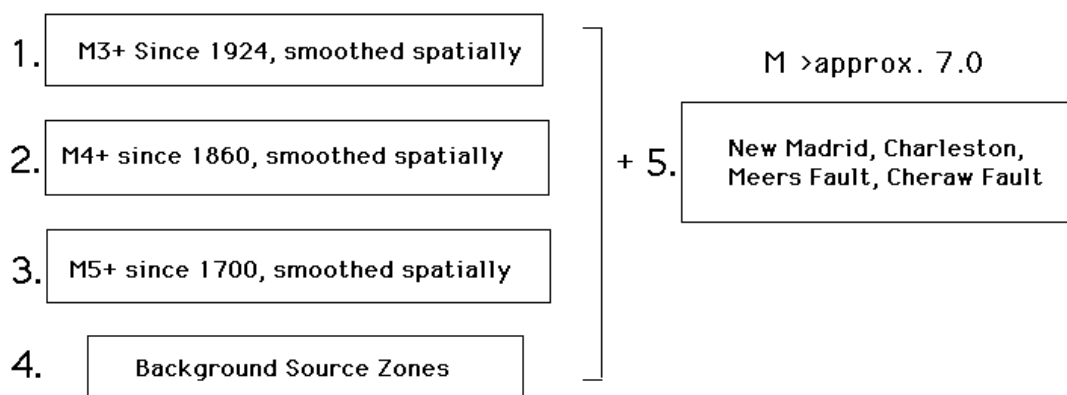 1. M3+ Since 1924, smoothed spatially
2. M4+ since 1860, smoothed spatially
3. M5+ since 1700, smoothed spatially
4. Background Source Zones
M >approx. 7.0
+ 5. New Madrid, Charleston,
Meers Fault, Cheraw Fault